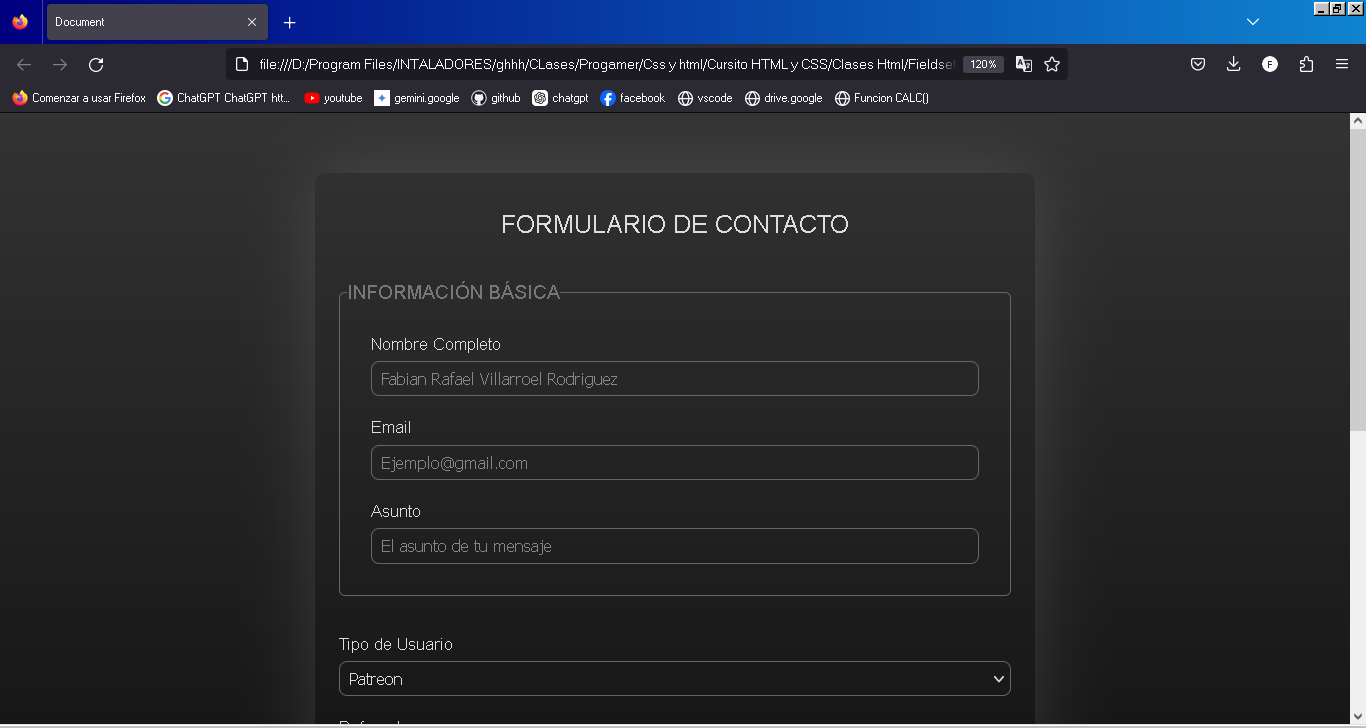 Document
file:///D:/Program Files/INTALADORES/ghhh/CLases/Progamer/Css y html/Cursito HTML y CSS/Clases Html/Fieldset
120%
F
Comenzar a usar Firefox
ChatGPT ChatGPT htt...
youtube
gemini.google
github
chatgpt
facebook
vscode
drive.google
Funcion CALC()
FORMULARIO DE CONTACTO
INFORMACIÓN BÁSICA
Nombre Completo
Fabian Rafael Villarroel Rodriguez
Email
Ejemplo@gmail.com
Asunto
El asunto de tu mensaje
Tipo de Usuario
Patreon